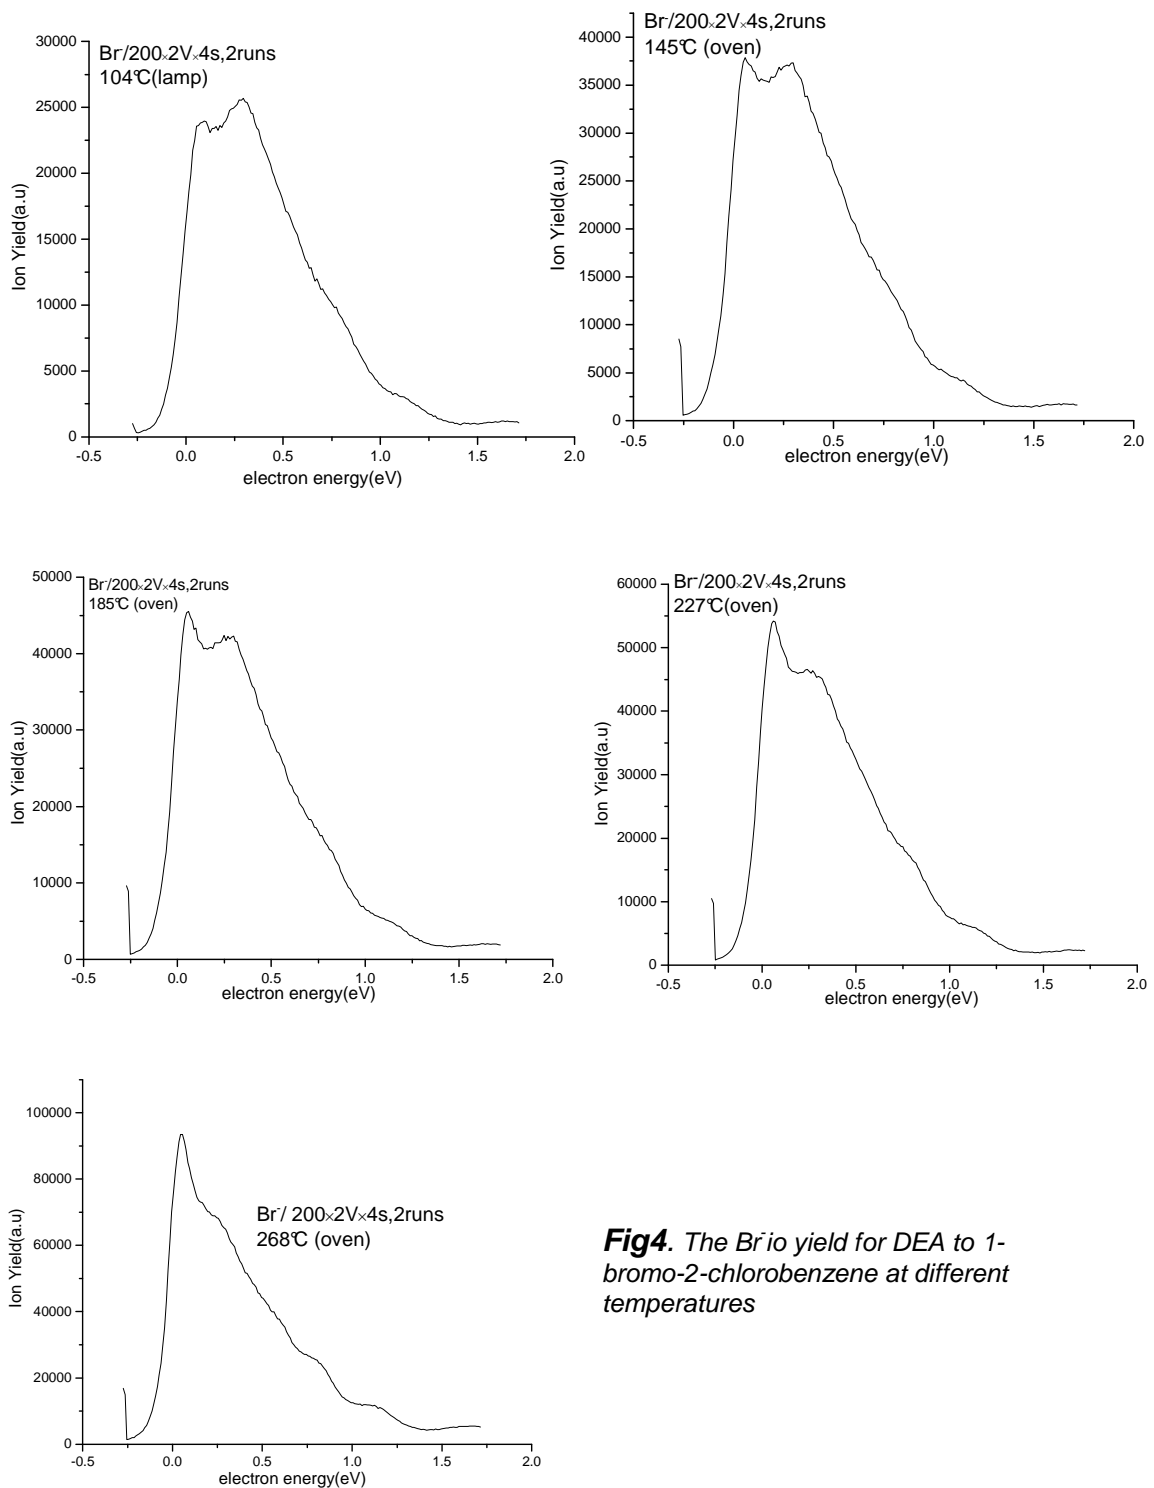 Br-/200×2V×4s,2runs
104°C(lamp)
30000
25000
20000
15000
10000
5000
0
Ion Yield(a.u)
-0.5 0.0 0.5 1.0 1.5 2.0
electron energy(eV)
Br-/200×2V×4s,2runs
145°C (oven)
40000
35000
30000
25000
20000
15000
10000
5000
0
Ion Yield(a.u)
-0.5 0.0 0.5 1.0 1.5 2.0
electron energy(eV)
Br-/200×2V×4s,2runs
185°C (oven)
50000
40000
30000
20000
10000
0
Ion Yield(a.u)
-0.5 0.0 0.5 1.0 1.5 2.0
electron energy(eV)
Br-/200×2V×4s,2runs
227°C(oven)
60000
50000
40000
30000
20000
10000
0
Ion Yield(a.u)
-0.5 0.0 0.5 1.0 1.5 2.0
electron energy(eV)
100000
80000
60000
40000
20000
0
Ion Yield(a.u)
Br-/ 200×2V×4s,2runs
268°C (oven)
-0.5 0.0 0.5 1.0 1.5 2.0
electron energy(eV)
Fig4. The Br- io yield for DEA to 1-
bromo-2-chlorobenzene at different
temperatures